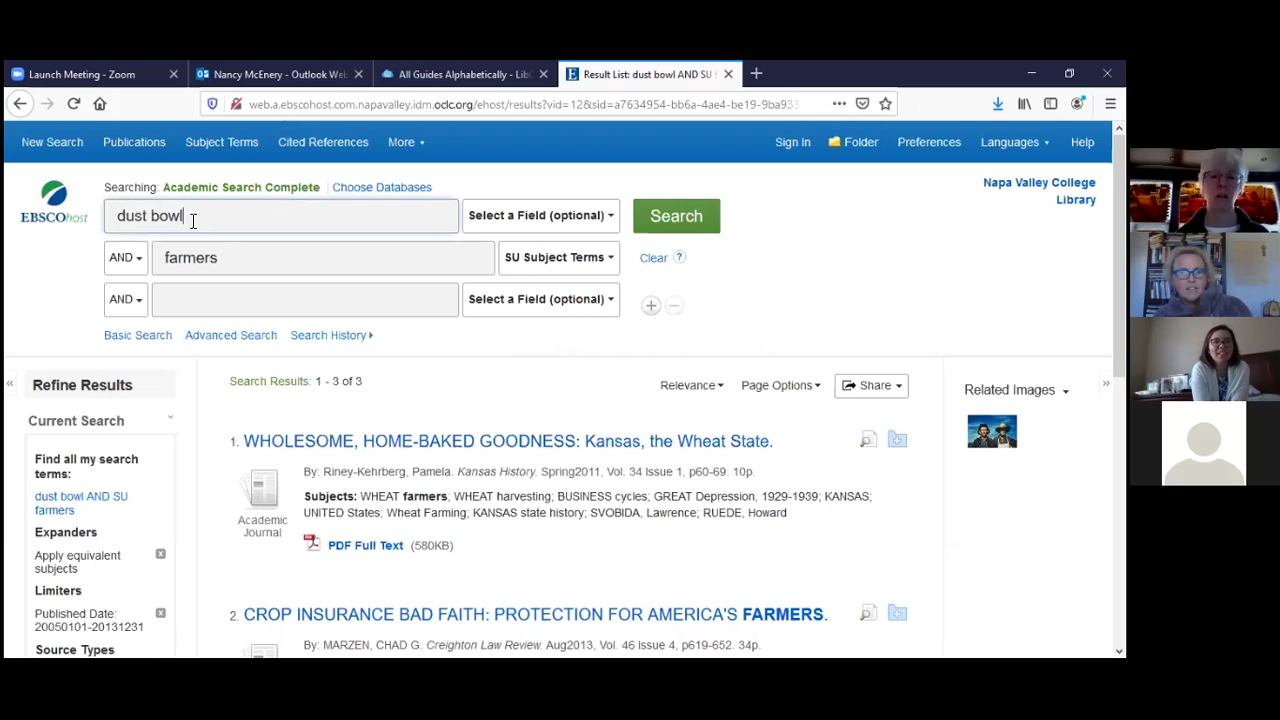 Launch Meeting - Zoom
Nancy McEnery - Outlook Web
All Guides Alphabetically - Lib
Result List: dust bowl AND SU f
web.a.ebscohost.com.napavalley.idm.oclc.org/ehost/results?vid=12&sid=a7634954-bb6a-4ae4-be19-9ba933
New Search Publications Subject Terms Cited References More Sign In Folder Preferences Languages Help
Searching: Academic Search Complete Choose Databases
Napa Valley College
Library
EBSCOhost
dust bowl Select a Field (optional) Search
AND farmers SU Subject Terms Clear ?
AND Select a Field (optional)
Basic Search Advanced Search Search History
Refine Results
Current Search
Find all my search
terms:
dust bowl AND SU
farmers
Expanders
Apply equivalent
subjects
Limiters
Published Date:
20050101-20131231
Source Types
Search Results: 1 - 3 of 3 Relevance Page Options Share
1. WHOLESOME, HOME-BAKED GOODNESS: Kansas, the Wheat State.
By: Riney-Kehrberg, Pamela. Kansas History. Spring2011, Vol. 34 Issue 1, p60-69. 10p.
Subjects: WHEAT farmers; WHEAT harvesting; BUSINESS cycles; GREAT Depression, 1929-1939; KANSAS;
UNITED States; Wheat Farming; KANSAS state history; SVOBIDA, Lawrence; RUEDE, Howard
Academic
Journal
PDF Full Text (580KB)
2. CROP INSURANCE BAD FAITH: PROTECTION FOR AMERICA'S FARMERS.
By: MARZEN, CHAD G. Creighton Law Review. Aug2013, Vol. 46 Issue 4, p619-652. 34p.
Related Images